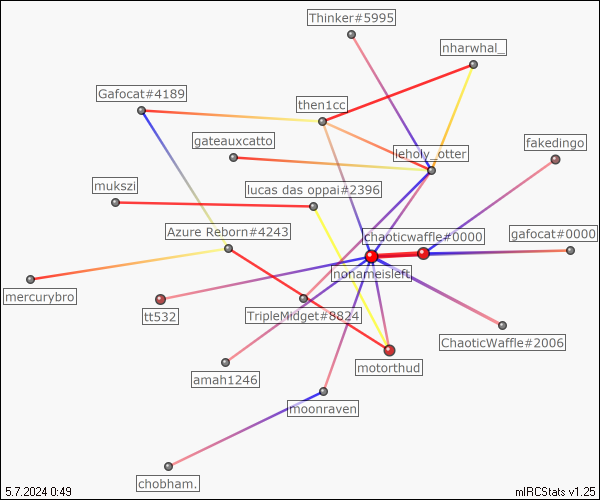 Thinker#5995
nharwhal_
Gafocat#4189
then1cc
gateauxcatto
fakedingo
leholy_otter
mukszi
lucas das oppai#2396
Azure Reborn#4243
chaoticwaffle#0000
gafocat#0000
nonameisleft
mercurybro
tt532
TripleMidget#8824
ChaoticWaffle#2006
motorthud
amah1246
moonraven
chobham.
5.7.2024 0:49
mIRCStats v1.25